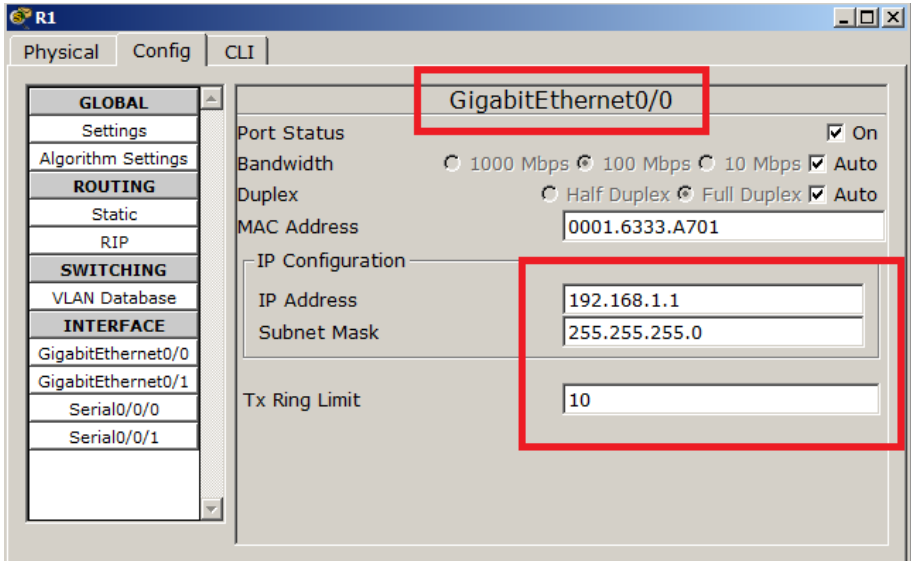 R1
Physical Config CLI
GLOBAL
Settings
Algorithm Settings
ROUTING
Static
RIP
SWITCHING
VLAN Database
INTERFACE
GigabitEthernet0/0
GigabitEthernet0/1
Serial0/0/0
Serial0/0/1
GigabitEthernet0/0
Port Status On
Bandwidth 1000 Mbps 100 Mbps 10 Mbps Auto
Duplex Half Duplex Full Duplex Auto
MAC Address 0001.6333.A701
IP Configuration
IP Address 192.168.1.1
Subnet Mask 255.255.255.0
Tx Ring Limit 10